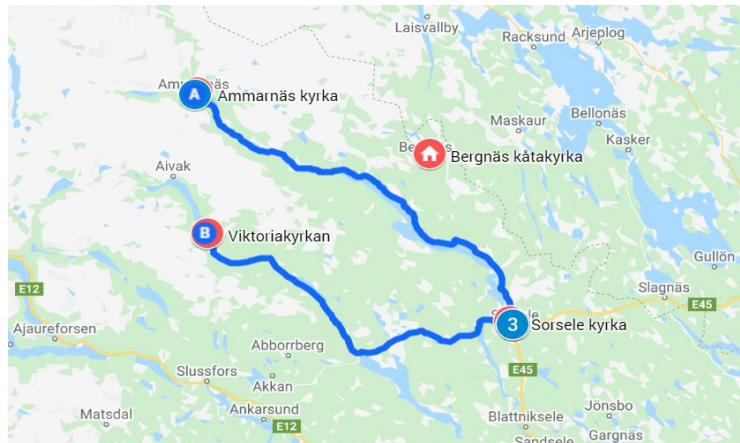 Laisvallby
Racksund
Arjeplog
A
Ammarnäs kyrka
Maskaur
Bellonäs
Kasker
Bergnäs kåtakyrka
Aivak
B
Viktoriakyrkan
Gullön
E12
Slagnäs
E45
3
Sorsele kyrka
Ajaureforsen
Abborrberg
Slussfors
Akkan
E45
Matsdal
Ankarsund
E12
Blattniksele
Jönsbo
Sandsele
Gargnäs